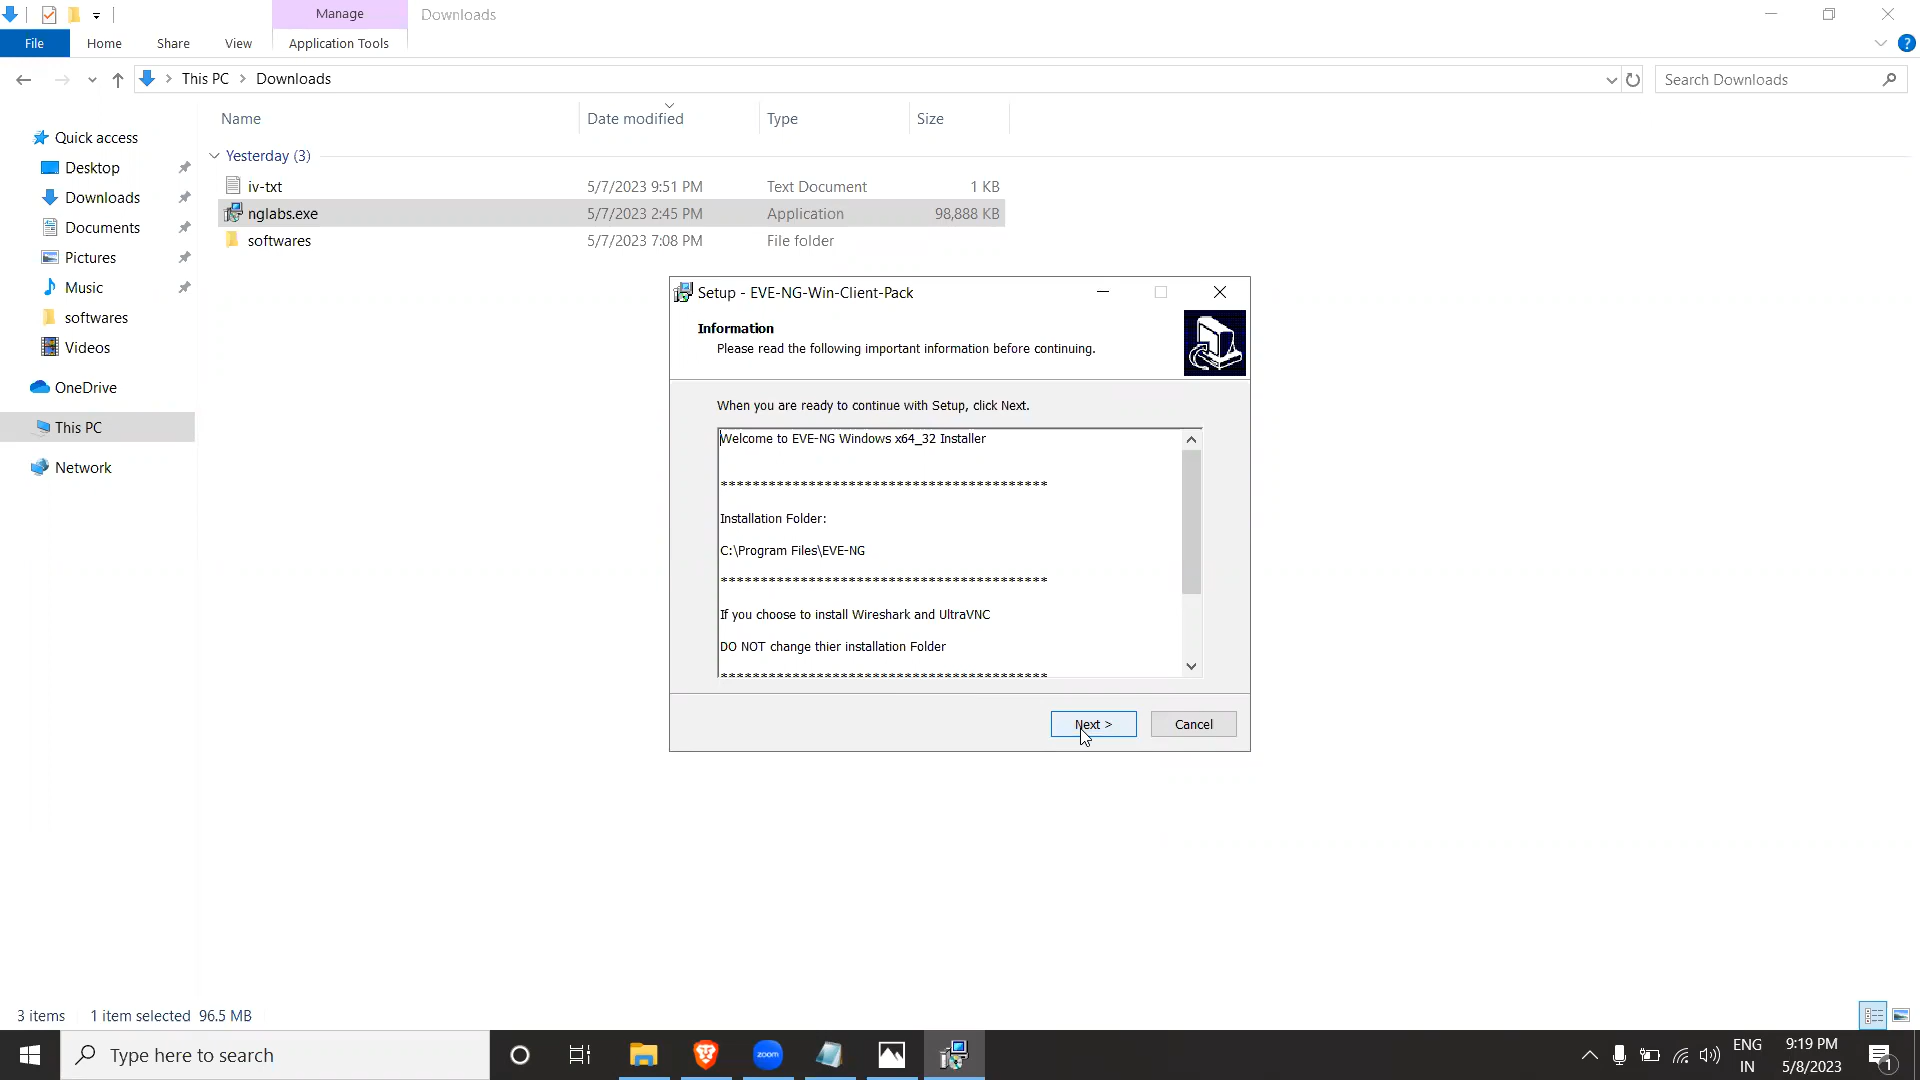 Manage
Downloads
File
Home
Share
View
Application Tools
This PC
Downloads
Search Downloads
Name
Date modified
Type
Size
Quick access
Desktop
Downloads
Documents
Pictures
Music
softwares
Videos
OneDrive
This PC
Network
Yesterday (3)
iv-txt 5/7/2023 9:51 PM Text Document 1 KB
nglabs.exe 5/7/2023 2:45 PM Application 98,888 KB
softwares 5/7/2023 7:08 PM File folder
Setup - EVE-NG-Win-Client-Pack
Information
Please read the following important information before continuing.
When you are ready to continue with Setup, click Next.
Welcome to EVE-NG Windows x64_32 Installer
*****************************************
Installation Folder:
C:\Program Files\EVE-NG
*****************************************
If you choose to install Wireshark and UltraVNC
DO NOT change thier installation Folder
*****************************************
Next >
Cancel
3 items 1 item selected 96.5 MB
Type here to search
zoom
ENG
IN
9:19 PM
5/8/2023
1